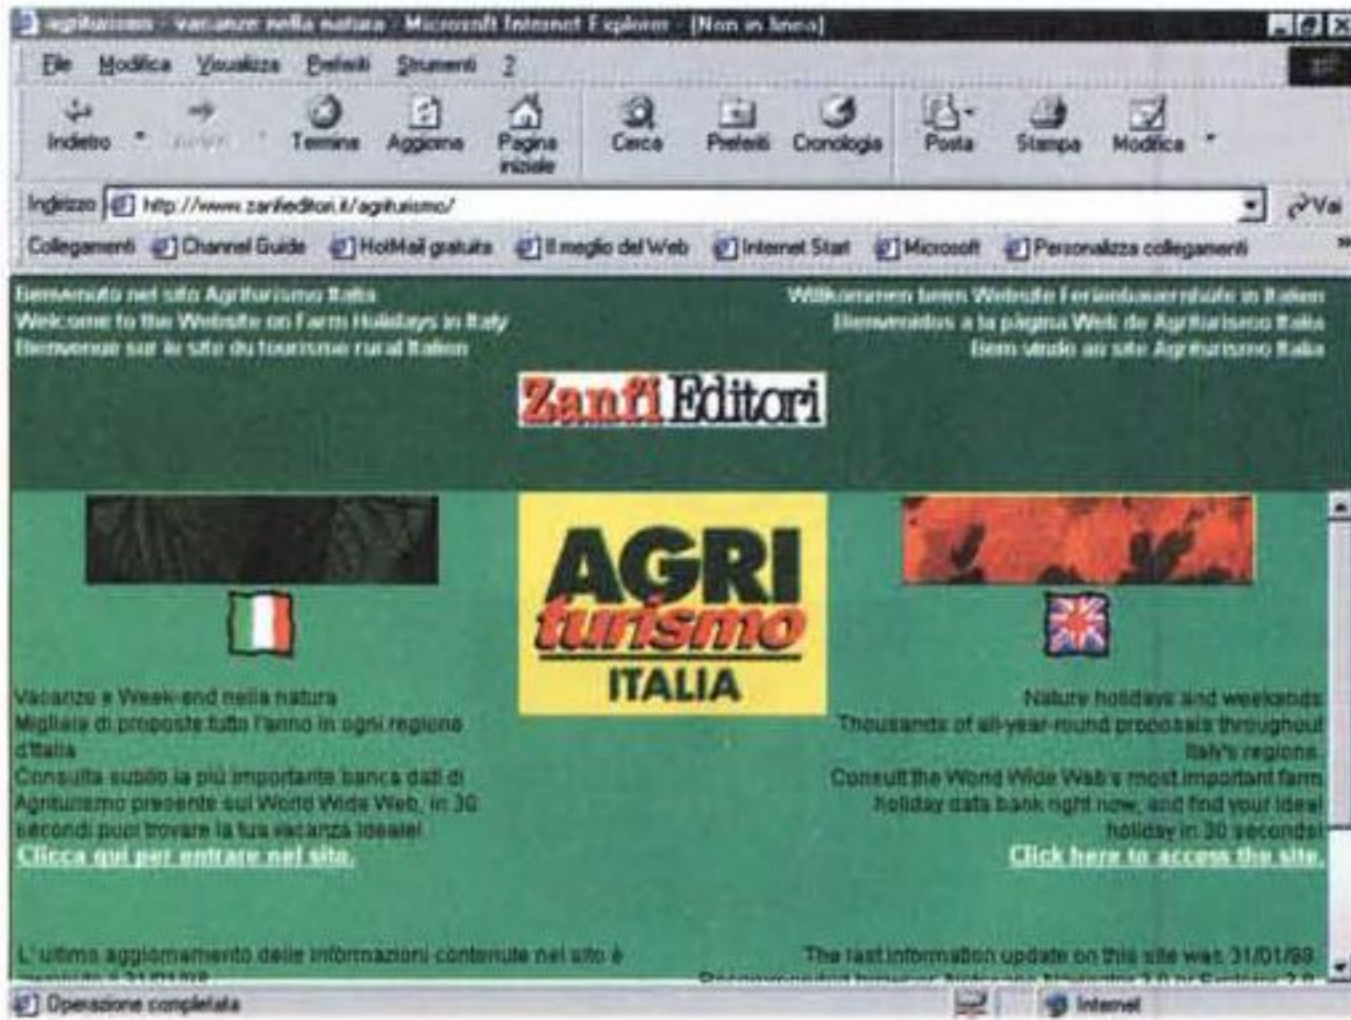 agriturismo - vacanze nella natura - Microsoft Internet Explorer - [Non in linea]
File Modifica Visualizza Preferiti Strumenti ?
Indietro Termina Aggiorna Pagina iniziale Cerca Preferiti Cronologia Posta Stampa Modifica
Indirizzo http://www.zanfieditori.it/agriturismo/ Vai
Collegamenti Channel Guide HotMail gratuita Il meglio del Web Internet Start Microsoft Personalizza collegamenti
Benvenuto nel sito Agriturismo Italia
Welcome to the Website on Farm Holidays in Italy
Bienvenue sur le site du tourisme rural Italien
Willkommen beim Website Ferienbauernhöfe in Italien
Bienvenidos a la página Web de Agriturismo Italia
Bem vindo ao site Agriturismo Italia
Zanfi Editori
AGRI
turismo
ITALIA
Vacanze e Week-end nella natura
Migliaia di proposte tutto l'anno in ogni regione
d'Italia
Consulta subito la più importante banca dati di
Agriturismo presente sul World Wide Web, in 30
secondi puoi trovare la tua vacanza ideale!
Clicca qui per entrare nel sito.
Nature holidays and weekends
Thousands of all-year-round proposals throughout
Italy's regions.
Consult the World Wide Web's most important farm
holiday data bank right now, and find your ideal
holiday in 30 seconds!
Click here to access the site.
L'ultimo aggiornamento delle informazioni contenute nel sito è
The last information update on this site was 31/01/98
Operazione completata Internet